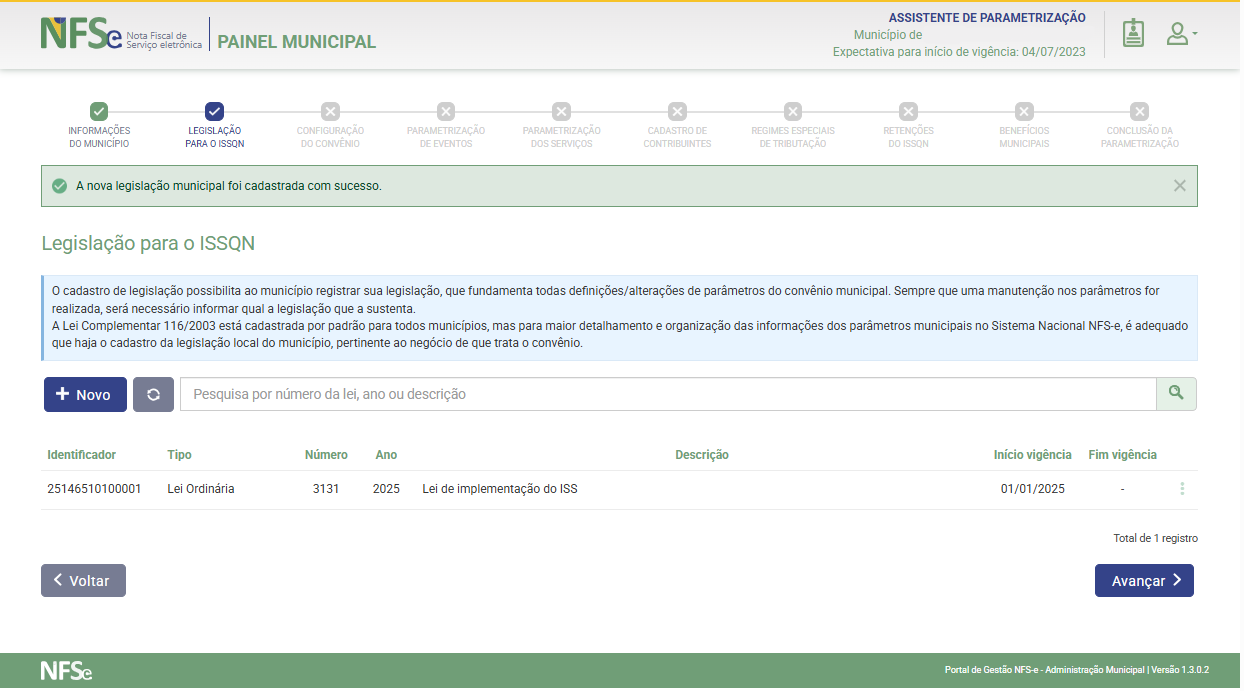 NFSe Nota Fiscal de
Serviço eletrônica
PAINEL MUNICIPAL
ASSISTENTE DE PARAMETRIZAÇÃO
Município de
Expectativa para início de vigência: 04/07/2023
INFORMAÇÕES
DO MUNICÍPIO
LEGISLAÇÃO
PARA O ISSQN
CONFIGURAÇÃO
DO CONVÊNIO
PARAMETRIZAÇÃO
DE EVENTOS
PARAMETRIZAÇÃO
DOS SERVIÇOS
CADASTRO DE
CONTRIBUINTES
REGIMES ESPECIAIS
DE TRIBUTAÇÃO
RETENÇÕES
DO ISSQN
BENEFÍCIOS
MUNICIPAIS
CONCLUSÃO DA
PARAMETRIZAÇÃO
A nova legislação municipal foi cadastrada com sucesso.
Legislação para o ISSQN
O cadastro de legislação possibilita ao município registrar sua legislação, que fundamenta todas definições/alterações de parâmetros do convênio municipal. Sempre que uma manutenção nos parâmetros for
realizada, será necessário informar qual a legislação que a sustenta.
A Lei Complementar 116/2003 está cadastrada por padrão para todos municípios, mas para maior detalhamento e organização das informações dos parâmetros municipais no Sistema Nacional NFS-e, é adequado
que haja o cadastro da legislação local do município, pertinente ao negócio de que trata o convênio.
Novo
Pesquisa por número da lei, ano ou descrição
Identificador Tipo Número Ano Descrição Início vigência Fim vigência
25146510100001 Lei Ordinária 3131 2025 Lei de implementação do ISS 01/01/2025 -
Total de 1 registro
Voltar
Avançar
NFSe
Portal de Gestão NFS-e - Administração Municipal | Versão 1.3.0.2